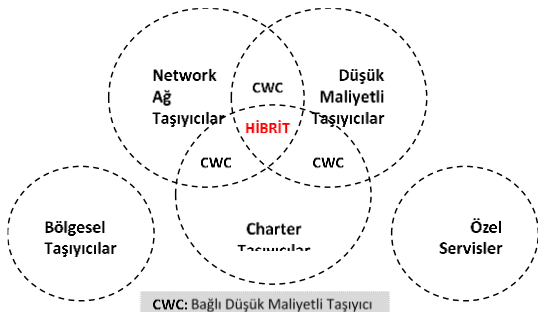 Network
Ağ
Taşıyıcılar
CWC
Düşük
Maliyetli
Taşıyıcılar
HİBRİT
CWC
CWC
Bölgesel
Taşıyıcılar
Charter
Taşıyıcılar
Özel
Servisler
CWC: Bağlı Düşük Maliyetli Taşıyıcı